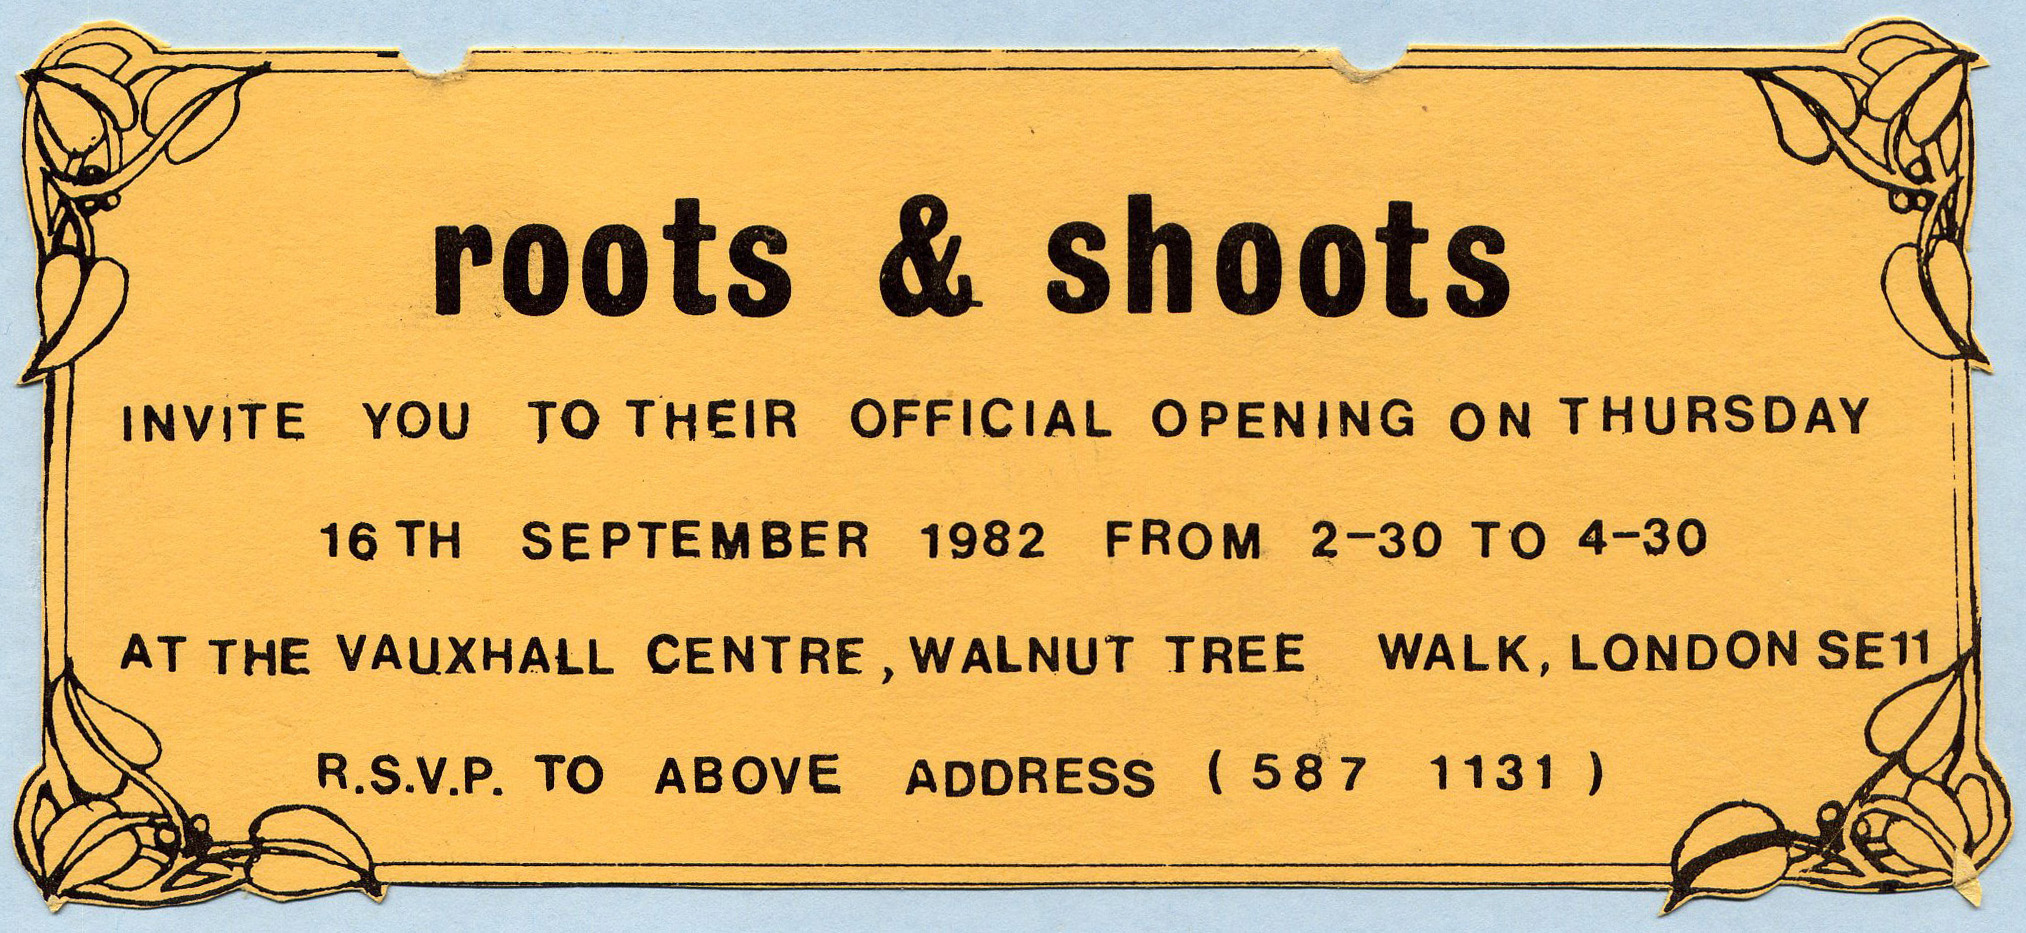 roots & shoots
INVITE YOU TO THEIR OFFICIAL OPENING ON THURSDAY
16TH SEPTEMBER 1982 FROM 2-30 TO 4-30
AT THE VAUXHALL CENTRE, WALNUT TREE WALK, LONDON SE11
R.S.V.P. TO ABOVE ADDRESS (587 1131)